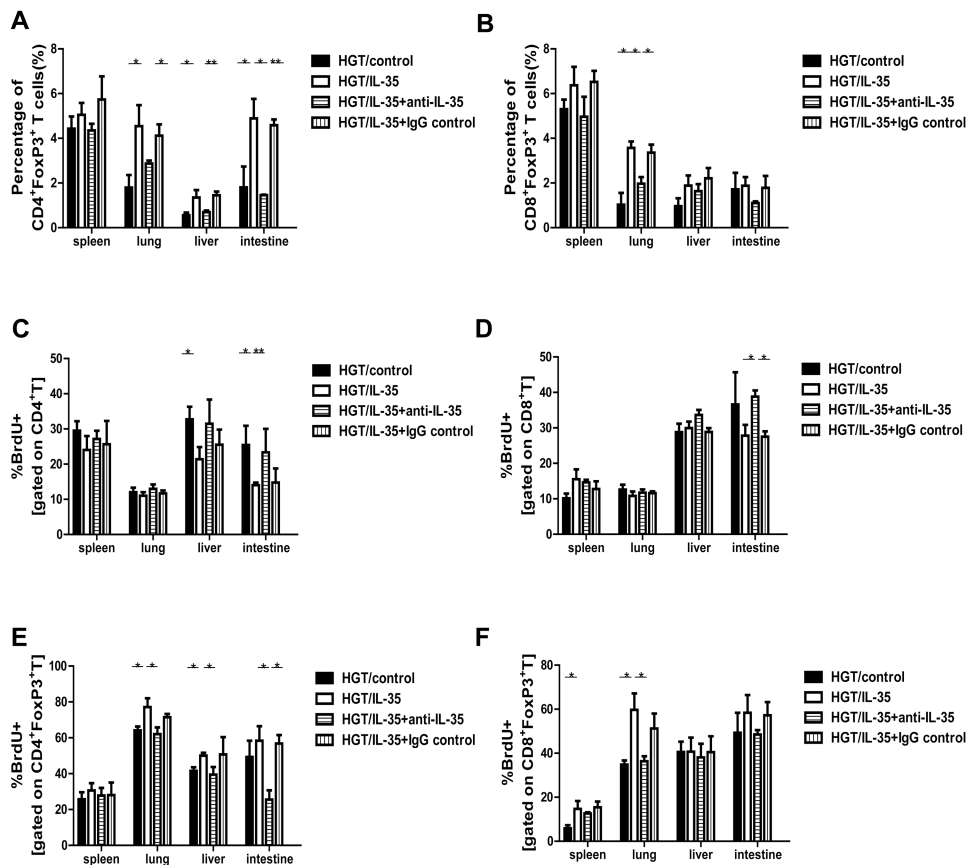 A
Percentage of
CD4+FoxP3+ T cells(%)
8
6
4
2
0
* * * ** * * **
spleen lung liver intestine
HGT/control
HGT/IL-35
HGT/IL-35+anti-IL-35
HGT/IL-35+IgG control
B
Percentage of
CD8+FoxP3+ T cells(%)
8
6
4
2
0
* * *
spleen lung liver intestine
HGT/control
HGT/IL-35
HGT/IL-35+anti-IL-35
HGT/IL-35+IgG control
C
%BrdU+
[gated on CD4+T]
50
40
30
20
10
0
* * **
spleen lung liver intestine
HGT/control
HGT/IL-35
HGT/IL-35+anti-IL-35
HGT/IL-35+IgG control
D
%BrdU+
[gated on CD8+T]
50
40
30
20
10
0
* *
spleen lung liver intestine
HGT/control
HGT/IL-35
HGT/IL-35+anti-IL-35
HGT/IL-35+IgG control
E
%BrdU+
[gated on CD4+FoxP3+T]
100
80
60
40
20
0
* * * * * *
spleen lung liver intestine
HGT/control
HGT/IL-35
HGT/IL-35+anti-IL-35
HGT/IL-35+IgG control
F
%BrdU+
[gated on CD8+FoxP3+T]
80
60
40
20
0
* * *
spleen lung liver intestine
HGT/control
HGT/IL-35
HGT/IL-35+anti-IL-35
HGT/IL-35+IgG control